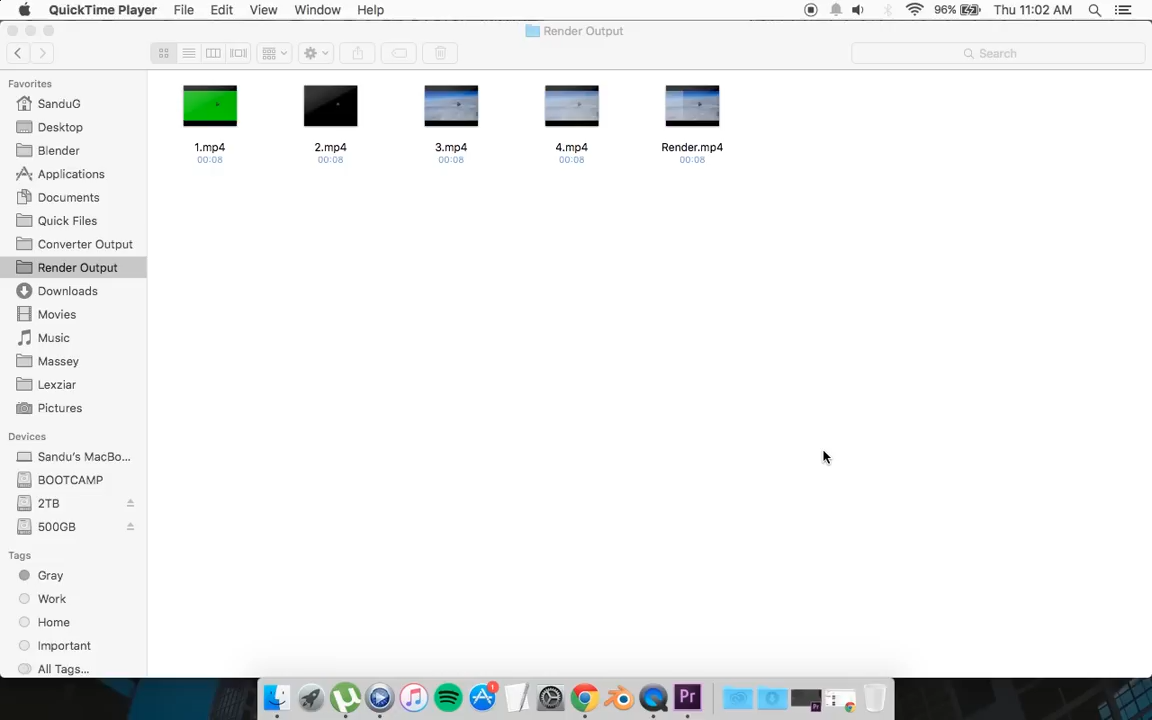 QuickTime Player File Edit View Window Help 96% Thu 11:02 AM
Render Output
Search
Favorites
SanduG
Desktop
Blender
Applications
Documents
Quick Files
Converter Output
Render Output
Downloads
Movies
Music
Massey
Lexziar
Pictures
Devices
Sandu's MacBo...
BOOTCAMP
2TB
500GB
Tags
Gray
Work
Home
Important
All Tags...
1.mp4 2.mp4 3.mp4 4.mp4 Render.mp4
00:08 00:08 00:08 00:08 00:08
1
Pr